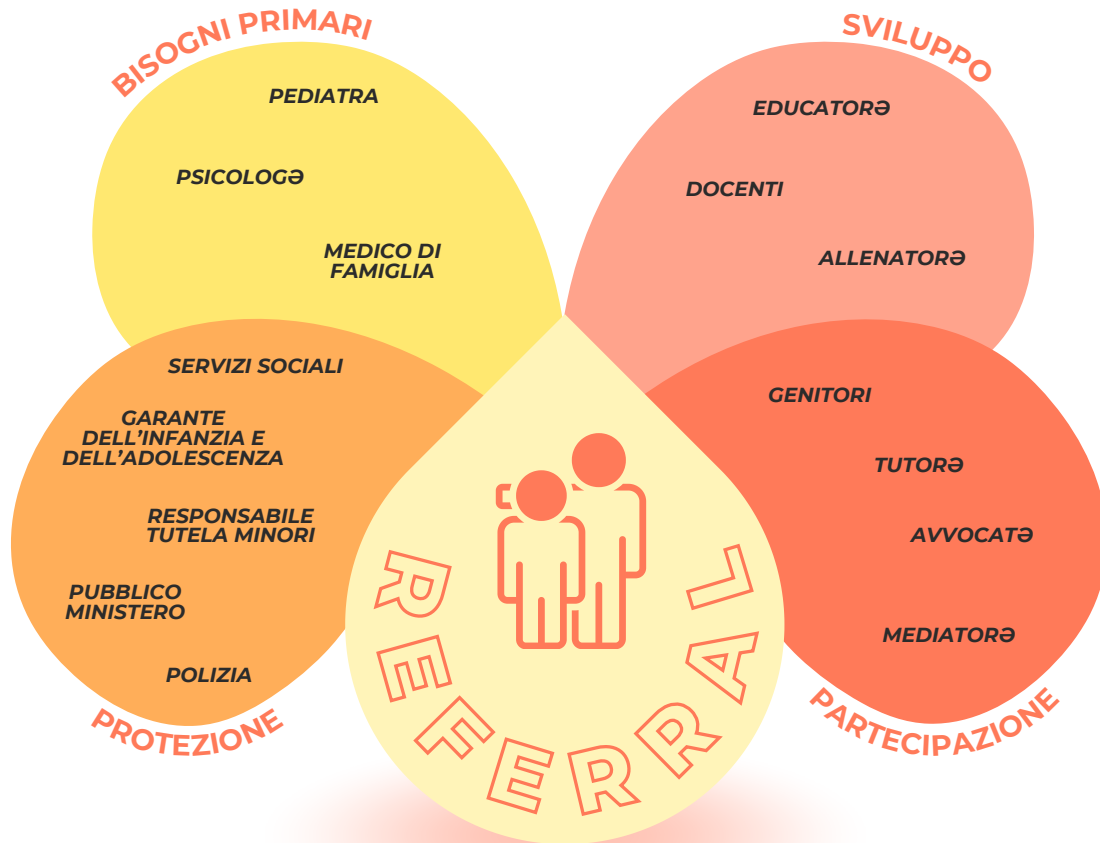 BISOGNI PRIMARI
PEDIATRA
PSICOLOGƏ
MEDICO DI
FAMIGLIA
SVILUPPO
EDUCATORƏ
DOCENTI
ALLENATORƏ
SERVIZI SOCIALI
GARANTE
DELL’INFANZIA E
DELL’ADOLESCENZA
RESPONSABILE
TUTELA MINORI
PUBBLICO
MINISTERO
POLIZIA
PROTEZIONE
GENITORI
TUTORƏ
AVVOCATƏ
MEDIATORƏ
PARTECIPAZIONE
REFERRAL